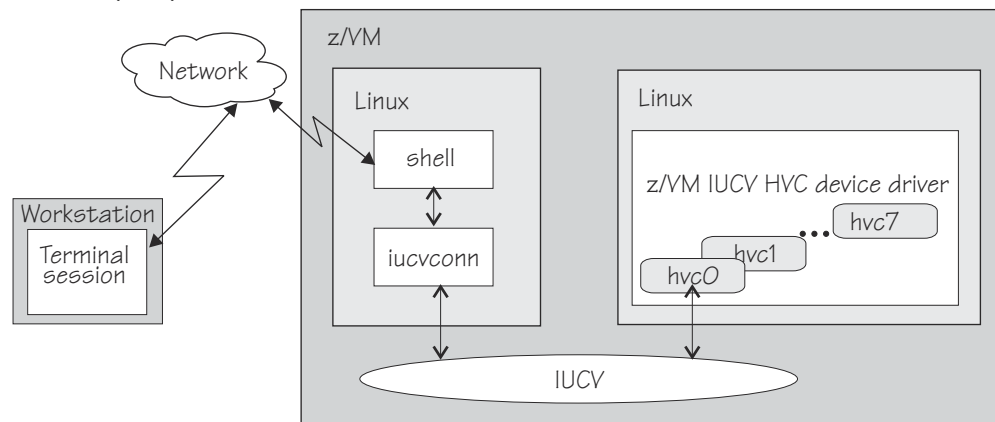 z/VM
Network
Linux
Linux
shell
z/VM IUCV HVC device driver
hvc7
Workstation
Terminal
session
iucvconn
hvc1
hvc0
IUCV